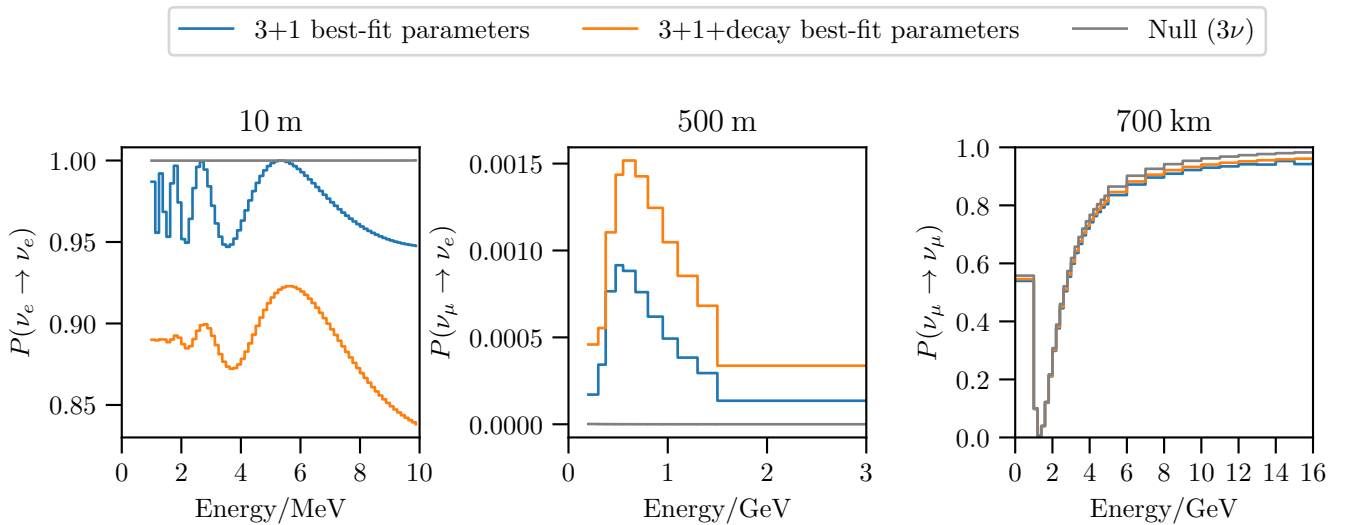 3+1 best-fit parameters
3+1+decay best-fit parameters
Null (3ν)
10 m
P(νe → νe)
1.00
0.95
0.90
0.85
0 2 4 6 8 10
Energy/MeV
500 m
P(νμ → νe)
0.0015
0.0010
0.0005
0.0000
0 1 2 3
Energy/GeV
700 km
P(νμ → νμ)
1.0
0.8
0.6
0.4
0.2
0.0
0 2 4 6 8 10 12 14 16
Energy/GeV